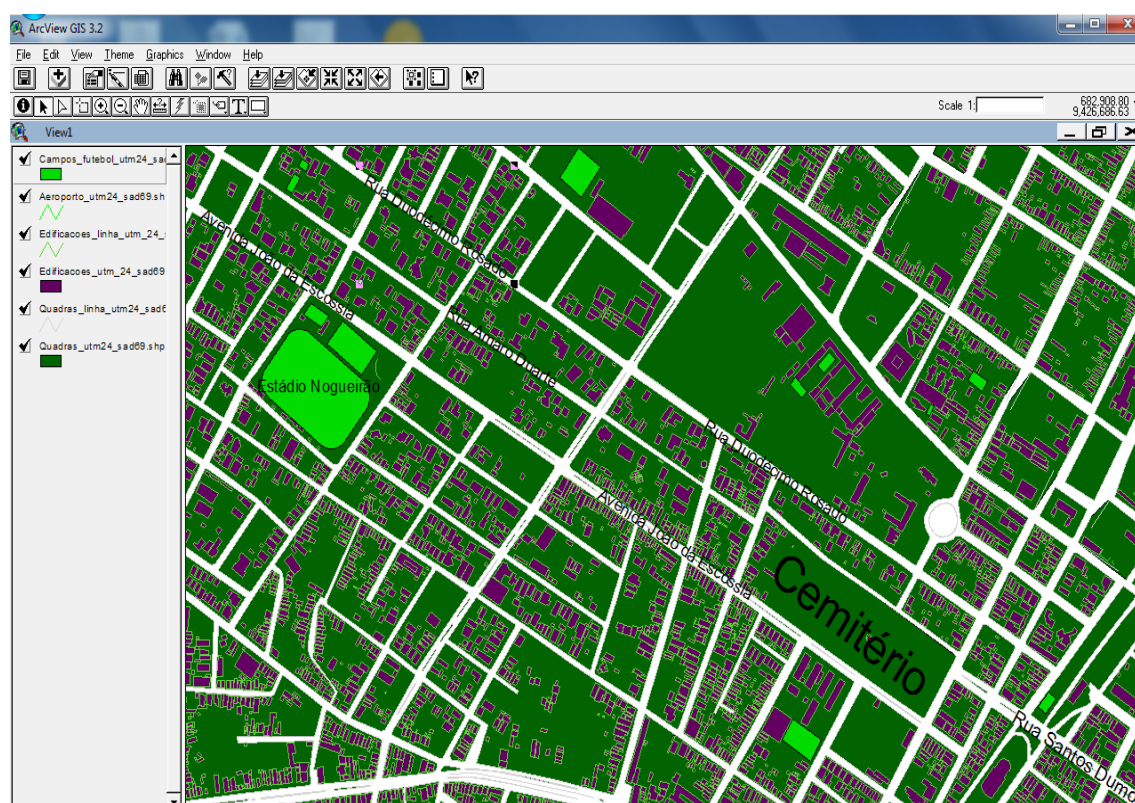 ArcView GIS 3.2
File Edit View Theme Graphics Window Help
Scale 1:
682,908.80
9,426,686.63
View1
Campos_futebol_utm24_sa
Aeroporto_utm24_sad69.sh
Edificacoes_linha_utm_24_
Edificacoes_utm_24_sad69
Quadras_linha_utm24_sad6
Quadras_utm24_sad69.shp
Rua Duodécimo Rosado
Avenida João da Escóssia
Rua Amaro Duarte
Estádio Nogueirão
Rua Duodécimo Rosado
Avenida João da Escóssia
Cemitério
Rua Santos Dumo